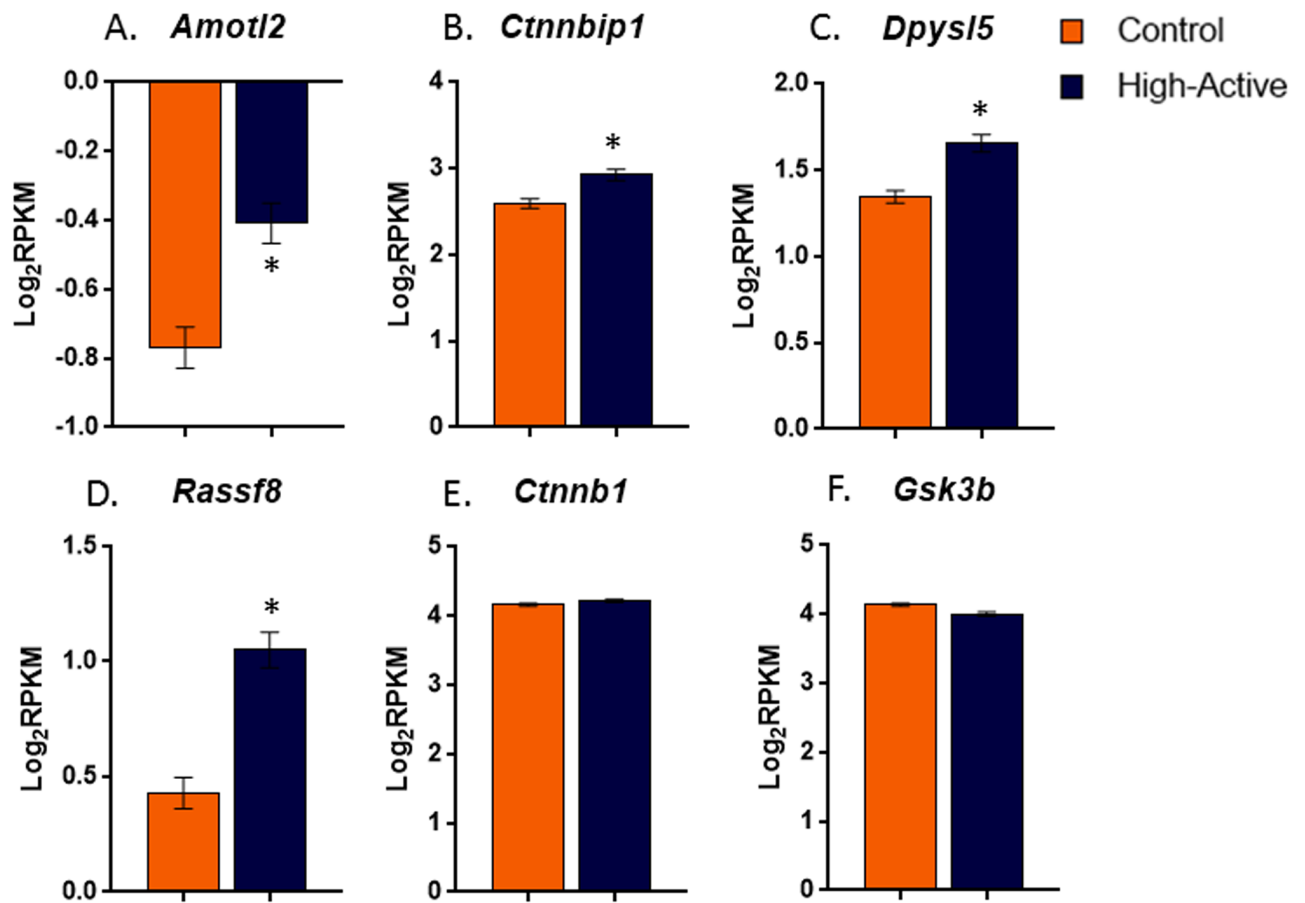 A. Amotl2
0.0
-0.2
-0.4
-0.6
-0.8
-1.0
Log2RPKM
*
B. Ctnnbip1
4
3
2
1
0
Log2RPKM
*
C. Dpysl5
2.0
1.5
1.0
0.5
0.0
Log2RPKM
*
Control
High-Active
D. Rassf8
1.5
1.0
0.5
0.0
Log2RPKM
*
E. Ctnnb1
5
4
3
2
1
0
Log2RPKM
F. Gsk3b
5
4
3
2
1
0
Log2RPKM